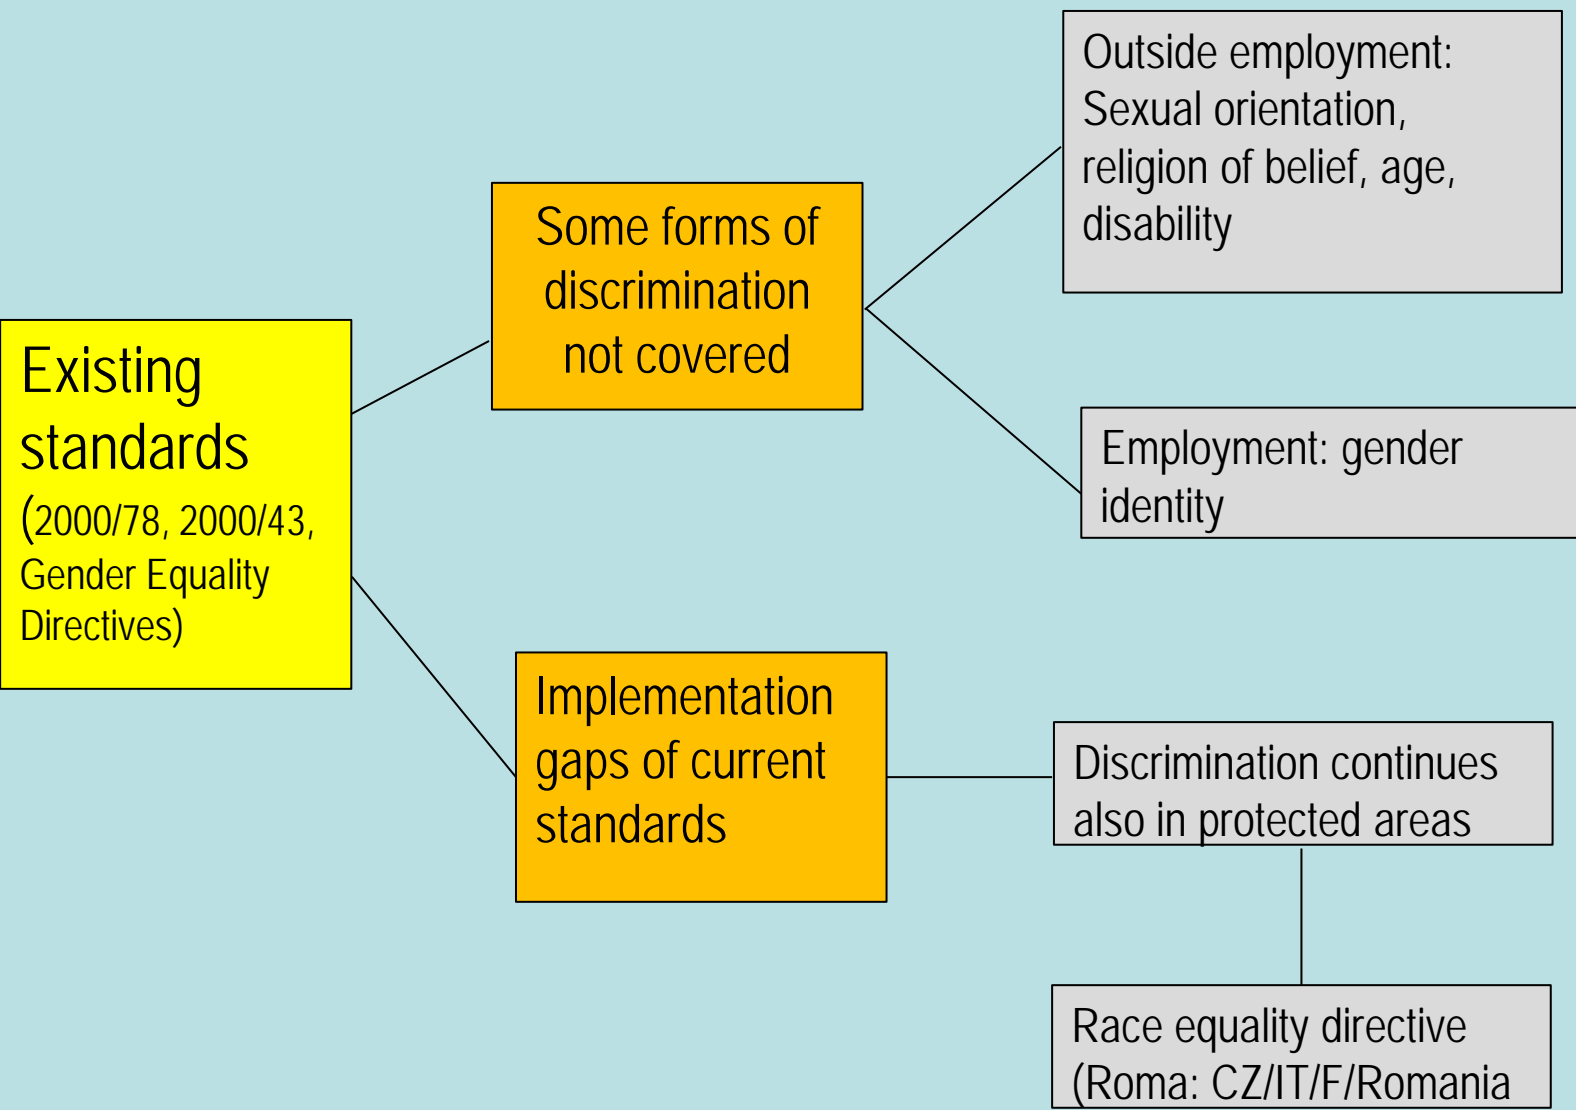 Existing
standards
(2000/78, 2000/43,
Gender Equality
Directives)
Some forms of
discrimination
not covered
Outside employment:
Sexual orientation,
religion of belief, age,
disability
Employment: gender
identity
Implementation
gaps of current
standards
Discrimination continues
also in protected areas
Race equality directive
(Roma: CZ/IT/F/Romania